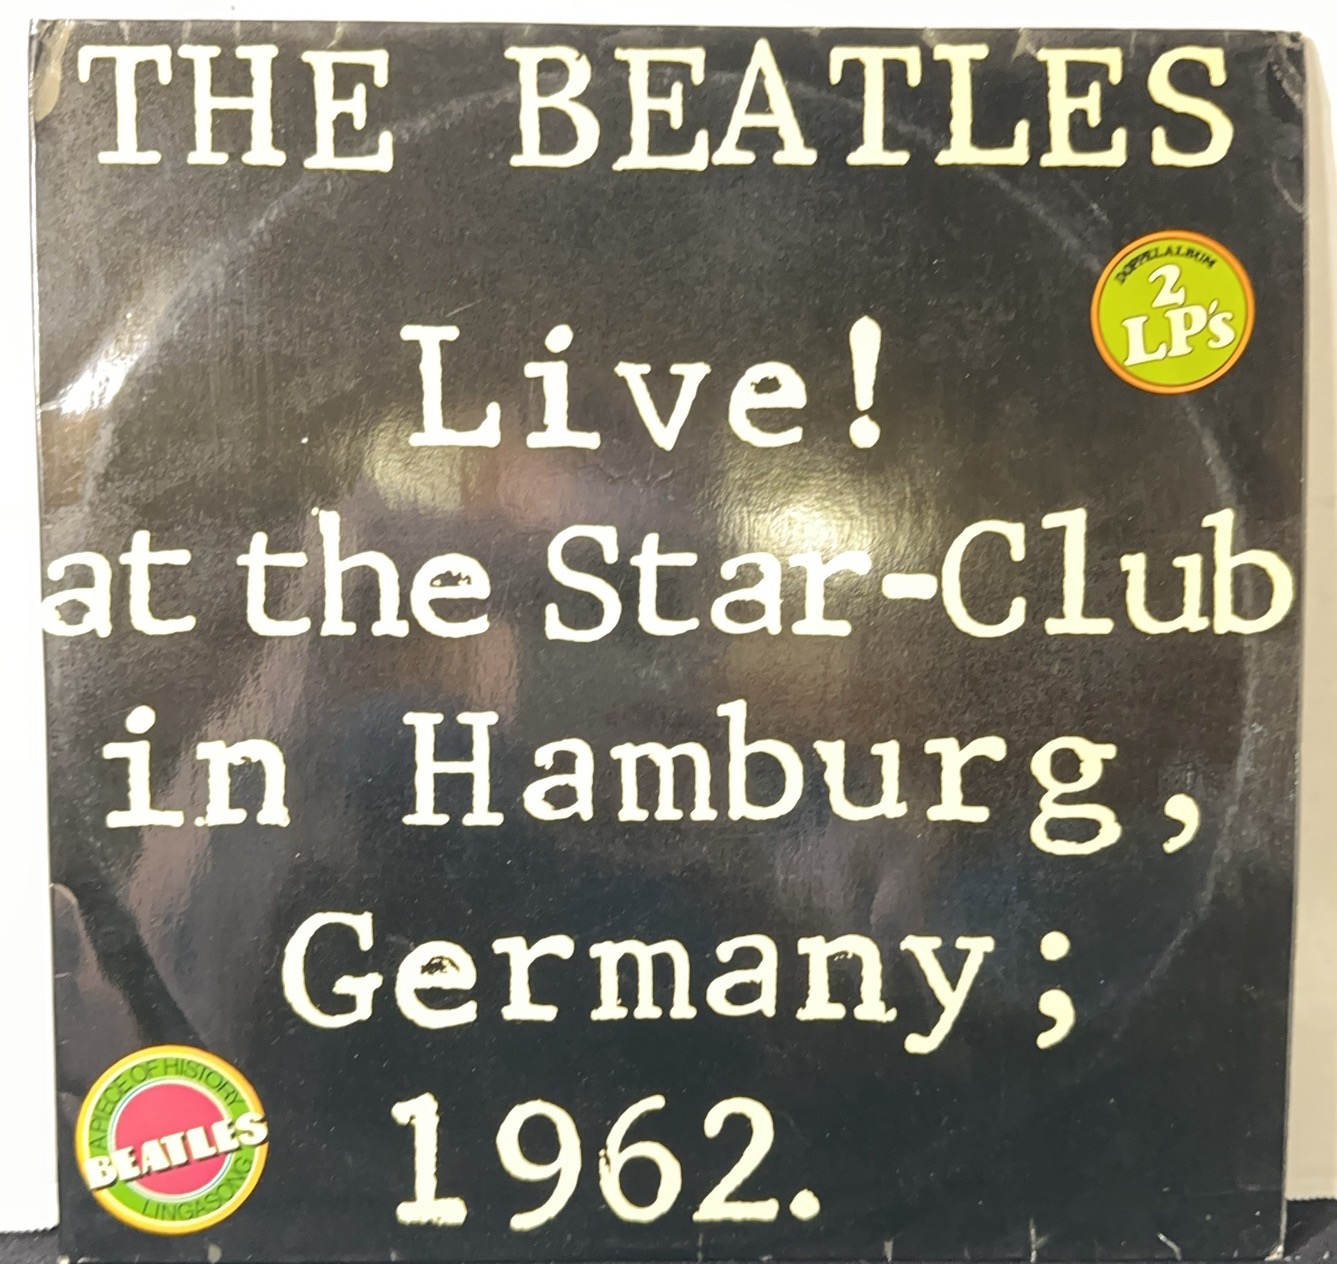 THE BEATLES
DOPPELALBUM
2
LP's
Live!
at the Star-Club
in Hamburg,
Germany;
1962.
A PIECE OF HISTORY
BEATLES
LINGASONG